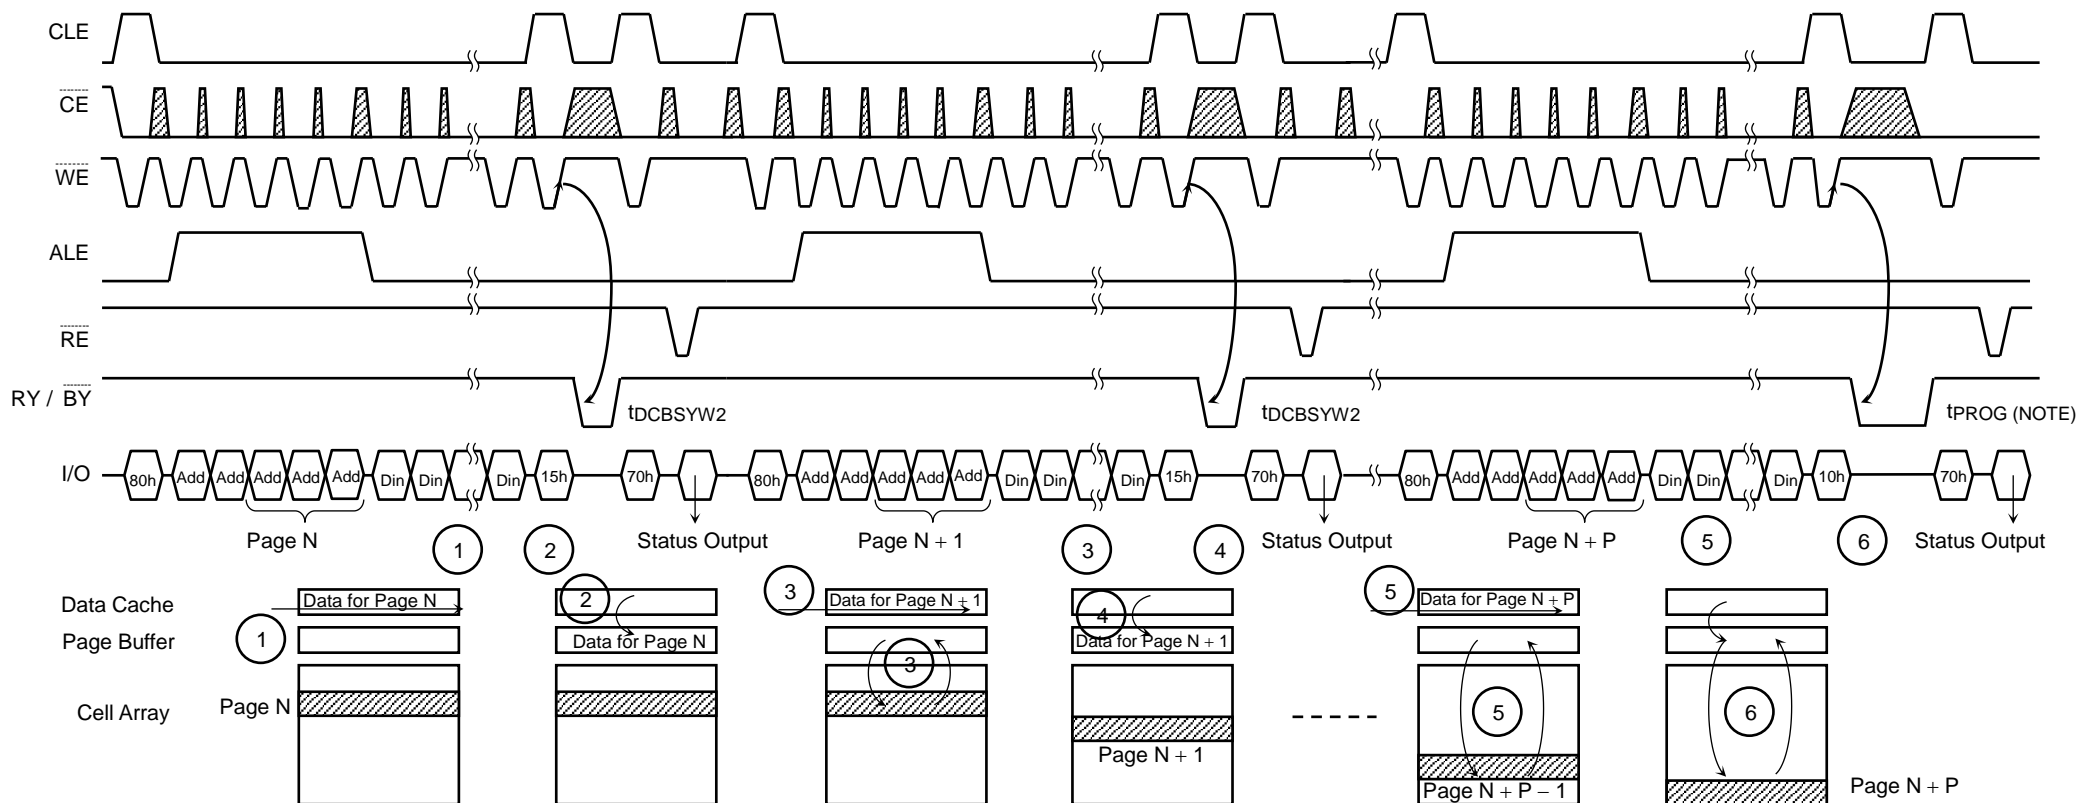 CLE
CE
WE
ALE
RE
RY / BY
tDCBSYW2
tDCBSYW2
tPROG (NOTE)
I/O
80h Add Add Add Add Add Din Din Din 15h 70h 80h Add Add Add Add Add Din Din Din 15h 70h 80h Add Add Add Add Add Din Din Din 10h 70h
Page N Status Output Page N + 1 Status Output Page N + P Status Output
1 2 3 4 5 6
Data Cache
Data for Page N
2
3
Data for Page N + 1
4
5
Data for Page N + P
Page Buffer
1
Data for Page N
3
Data for Page N + 1
Cell Array
Page N
Page N + 1
5
Page N + P − 1
6
Page N + P